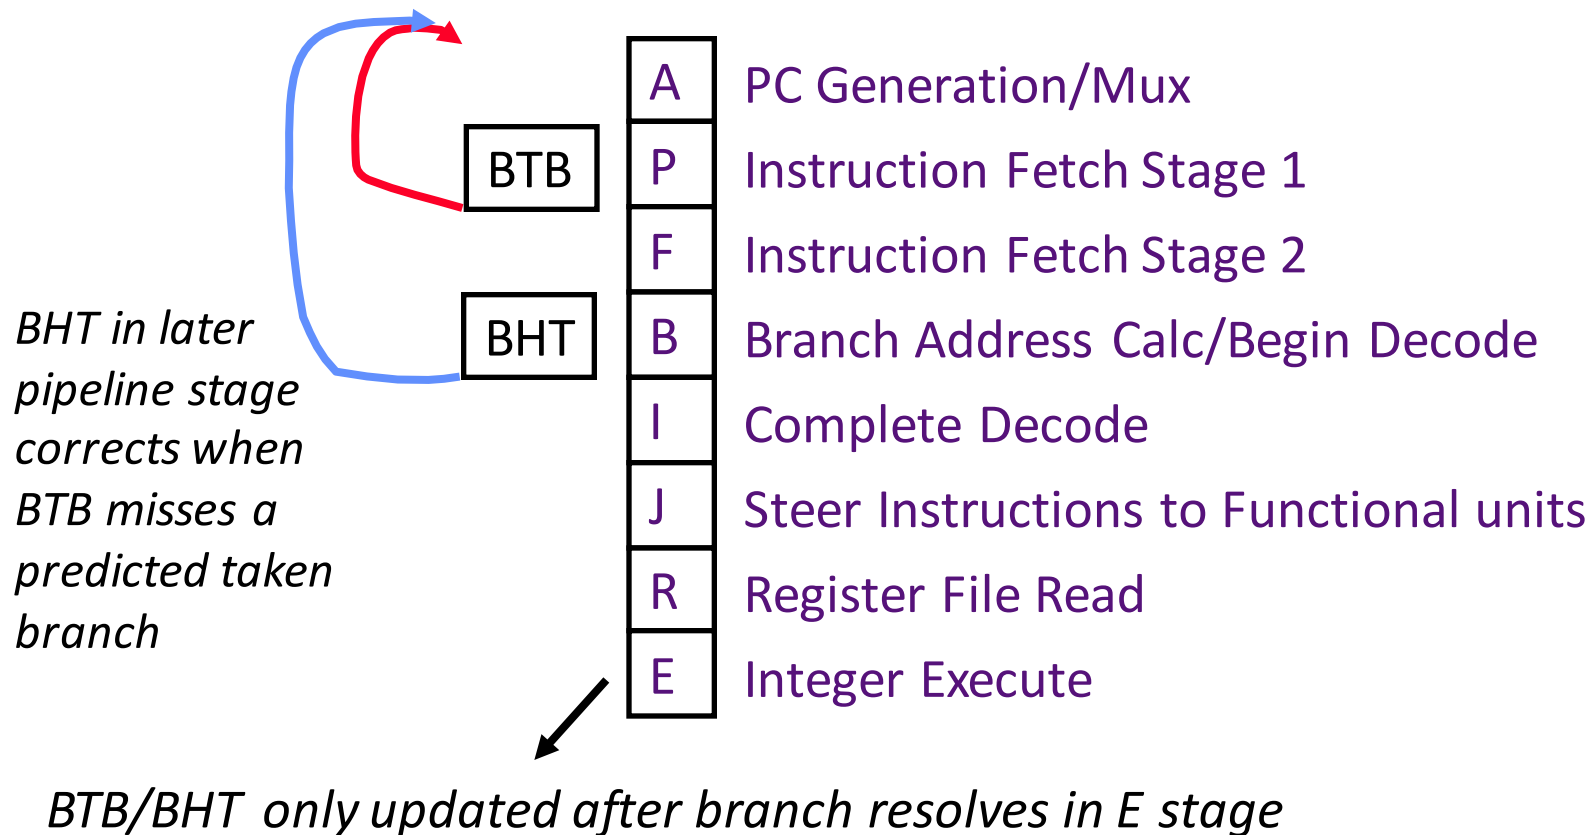 A PC Generation/Mux
BTB P Instruction Fetch Stage 1
F Instruction Fetch Stage 2
BHT B Branch Address Calc/Begin Decode
I Complete Decode
J Steer Instructions to Functional units
R Register File Read
E Integer Execute
BHT in later
pipeline stage
corrects when
BTB misses a
predicted taken
branch
BTB/BHT only updated after branch resolves in E stage